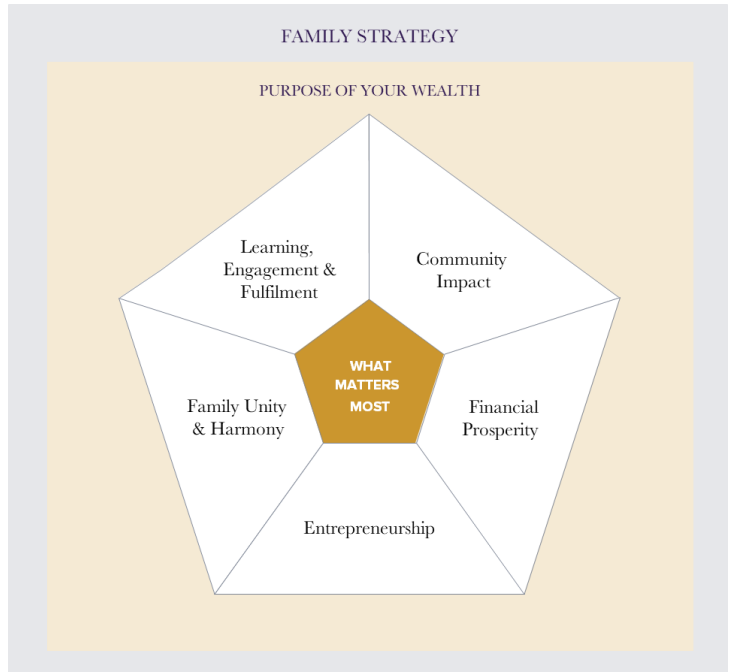 FAMILY STRATEGY
PURPOSE OF YOUR WEALTH
Learning,
Engagement &
Fulfilment
Community
Impact
WHAT
MATTERS
MOST
Family Unity
& Harmony
Financial
Prosperity
Entrepreneurship